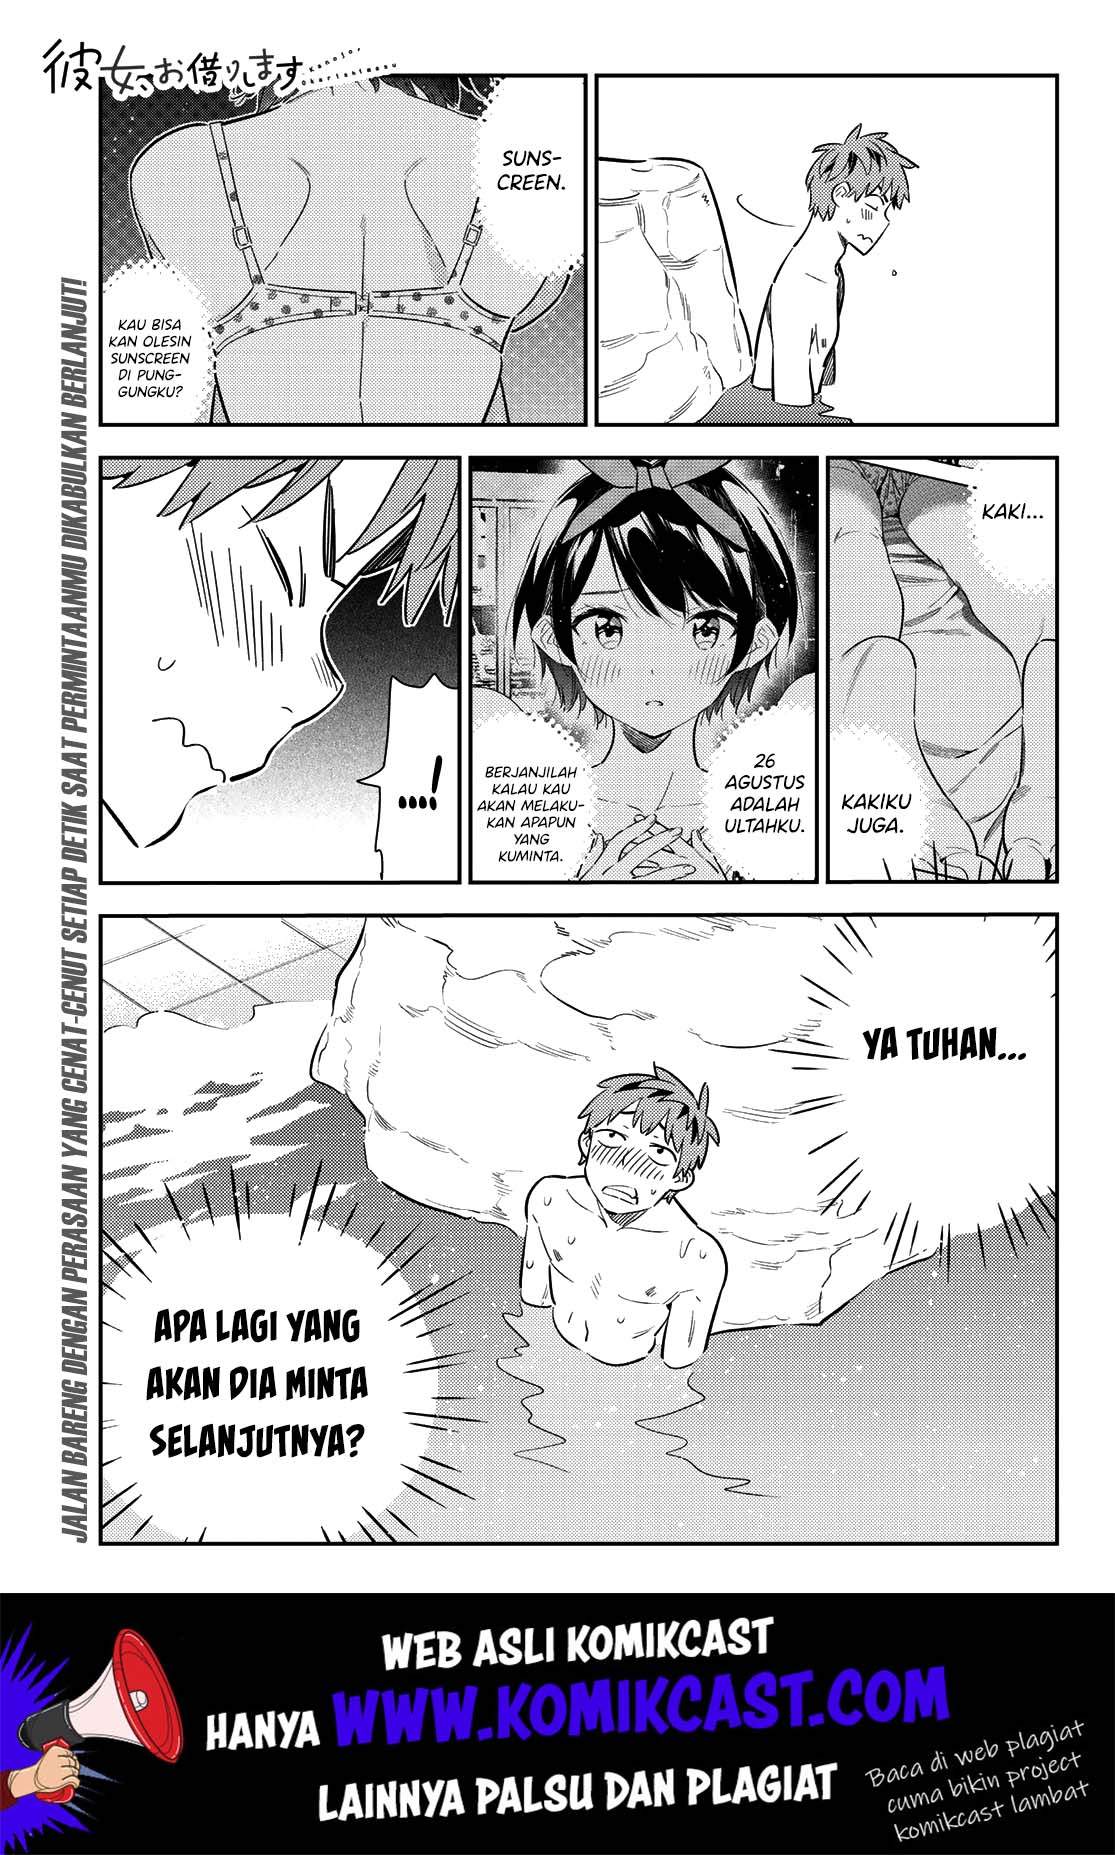 彼女、お借りします
SUNS-
CREEN.
KAU BISA
KAN OLESIN
SUNSCREEN
DI PUNG-
GUNGKU?
KAKI...
KAKIKU
JUGA.
26
AGUSTUS
ADALAH
ULTAHKU.
BERJANJILAH
KALAU KAU
AKAN MELAKU-
KAN APAPUN
YANG
KUMINTA.
....!
YA TUHAN...
APA LAGI YANG
AKAN DIA MINTA
SELANJUTNYA?
JALAN BARENG DENGAN PERASAAN YANG CENAT-CENUT SETIAP DETIK SAAT PERMINTAANMU DIKABULKAN BERLANJUT!
WEB ASLI KOMIKCAST
HANYA WWW.KOMIKCAST.COM
LAINNYA PALSU DAN PLAGIAT
Baca di web plagiat
cuma bikin project
komikcast lambat